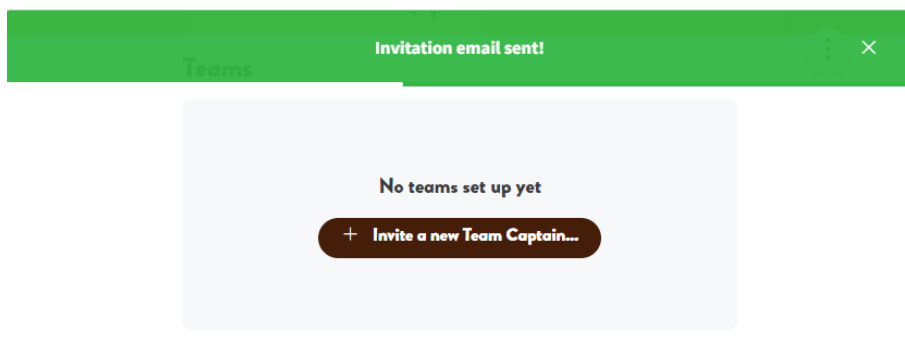 Invitation email sent!
Teams
No teams set up yet
+ Invite a new Team Captain...